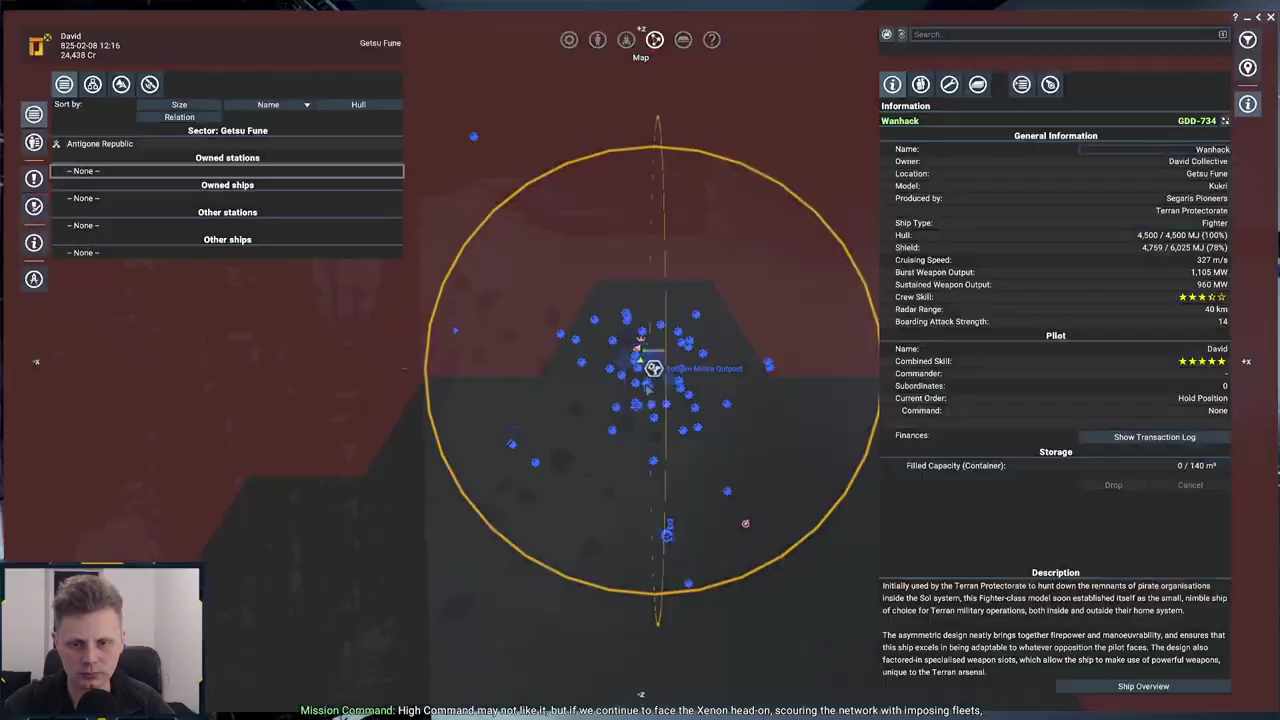 David
825-02-08 12:16
24,438 Cr
Getsu Fune
+z
Map
Search...
Sort by:
Size
Name
Hull
Relation
Sector: Getsu Fune
Antigone Republic
Owned stations
-- None --
Owned ships
-- None --
Other stations
-- None --
Other ships
-- None --
-x
+x
-z
Militia Outpost
Information
Wanhack GDD-734
General Information
Name: Wanhack
Owner: David Collective
Location: Getsu Fune
Model: Kukri
Produced by: Segaris Pioneers
Terran Protectorate
Ship Type: Fighter
Hull: 4,500 / 4,500 MJ (100%)
Shield: 4,759 / 6,025 MJ (78%)
Cruising Speed: 327 m/s
Burst Weapon Output: 1,105 MW
Sustained Weapon Output: 960 MW
Crew Skill:
Radar Range: 40 km
Boarding Attack Strength: 14
Pilot
Name: David
Combined Skill:
Commander: -
Subordinates: 0
Current Order: Hold Position
Command: None
Finances: Show Transaction Log
Storage
Filled Capacity (Container): 0 / 140 m³
Drop Cancel
Description
Initially used by the Terran Protectorate to hunt down the remnants of pirate organisations
inside the Sol system, this Fighter-class model soon established itself as the small, nimble ship
of choice for Terran military operations, both inside and outside their home system.
The asymmetric design neatly brings together firepower and manoeuvrability, and ensures that
this ship excels in being adaptable to whatever opposition the pilot faces. The design also
factored-in specialised weapon slots, which allow the ship to make use of powerful weapons,
unique to the Terran arsenal.
Ship Overview
Mission Command: High Command may not like it, but if we continue to face the Xenon head-on, scouring the network with imposing fleets,